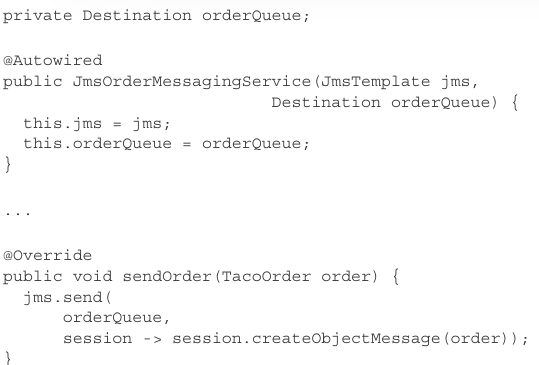 private Destination orderQueue;

@Autowired
public JmsOrderMessagingService(JmsTemplate jms,
                          Destination orderQueue) {
  this.jms = jms;
  this.orderQueue = orderQueue;
}

...

@Override
public void sendOrder(TacoOrder order) {
  jms.send(
      orderQueue,
      session -> session.createObjectMessage(order));
}